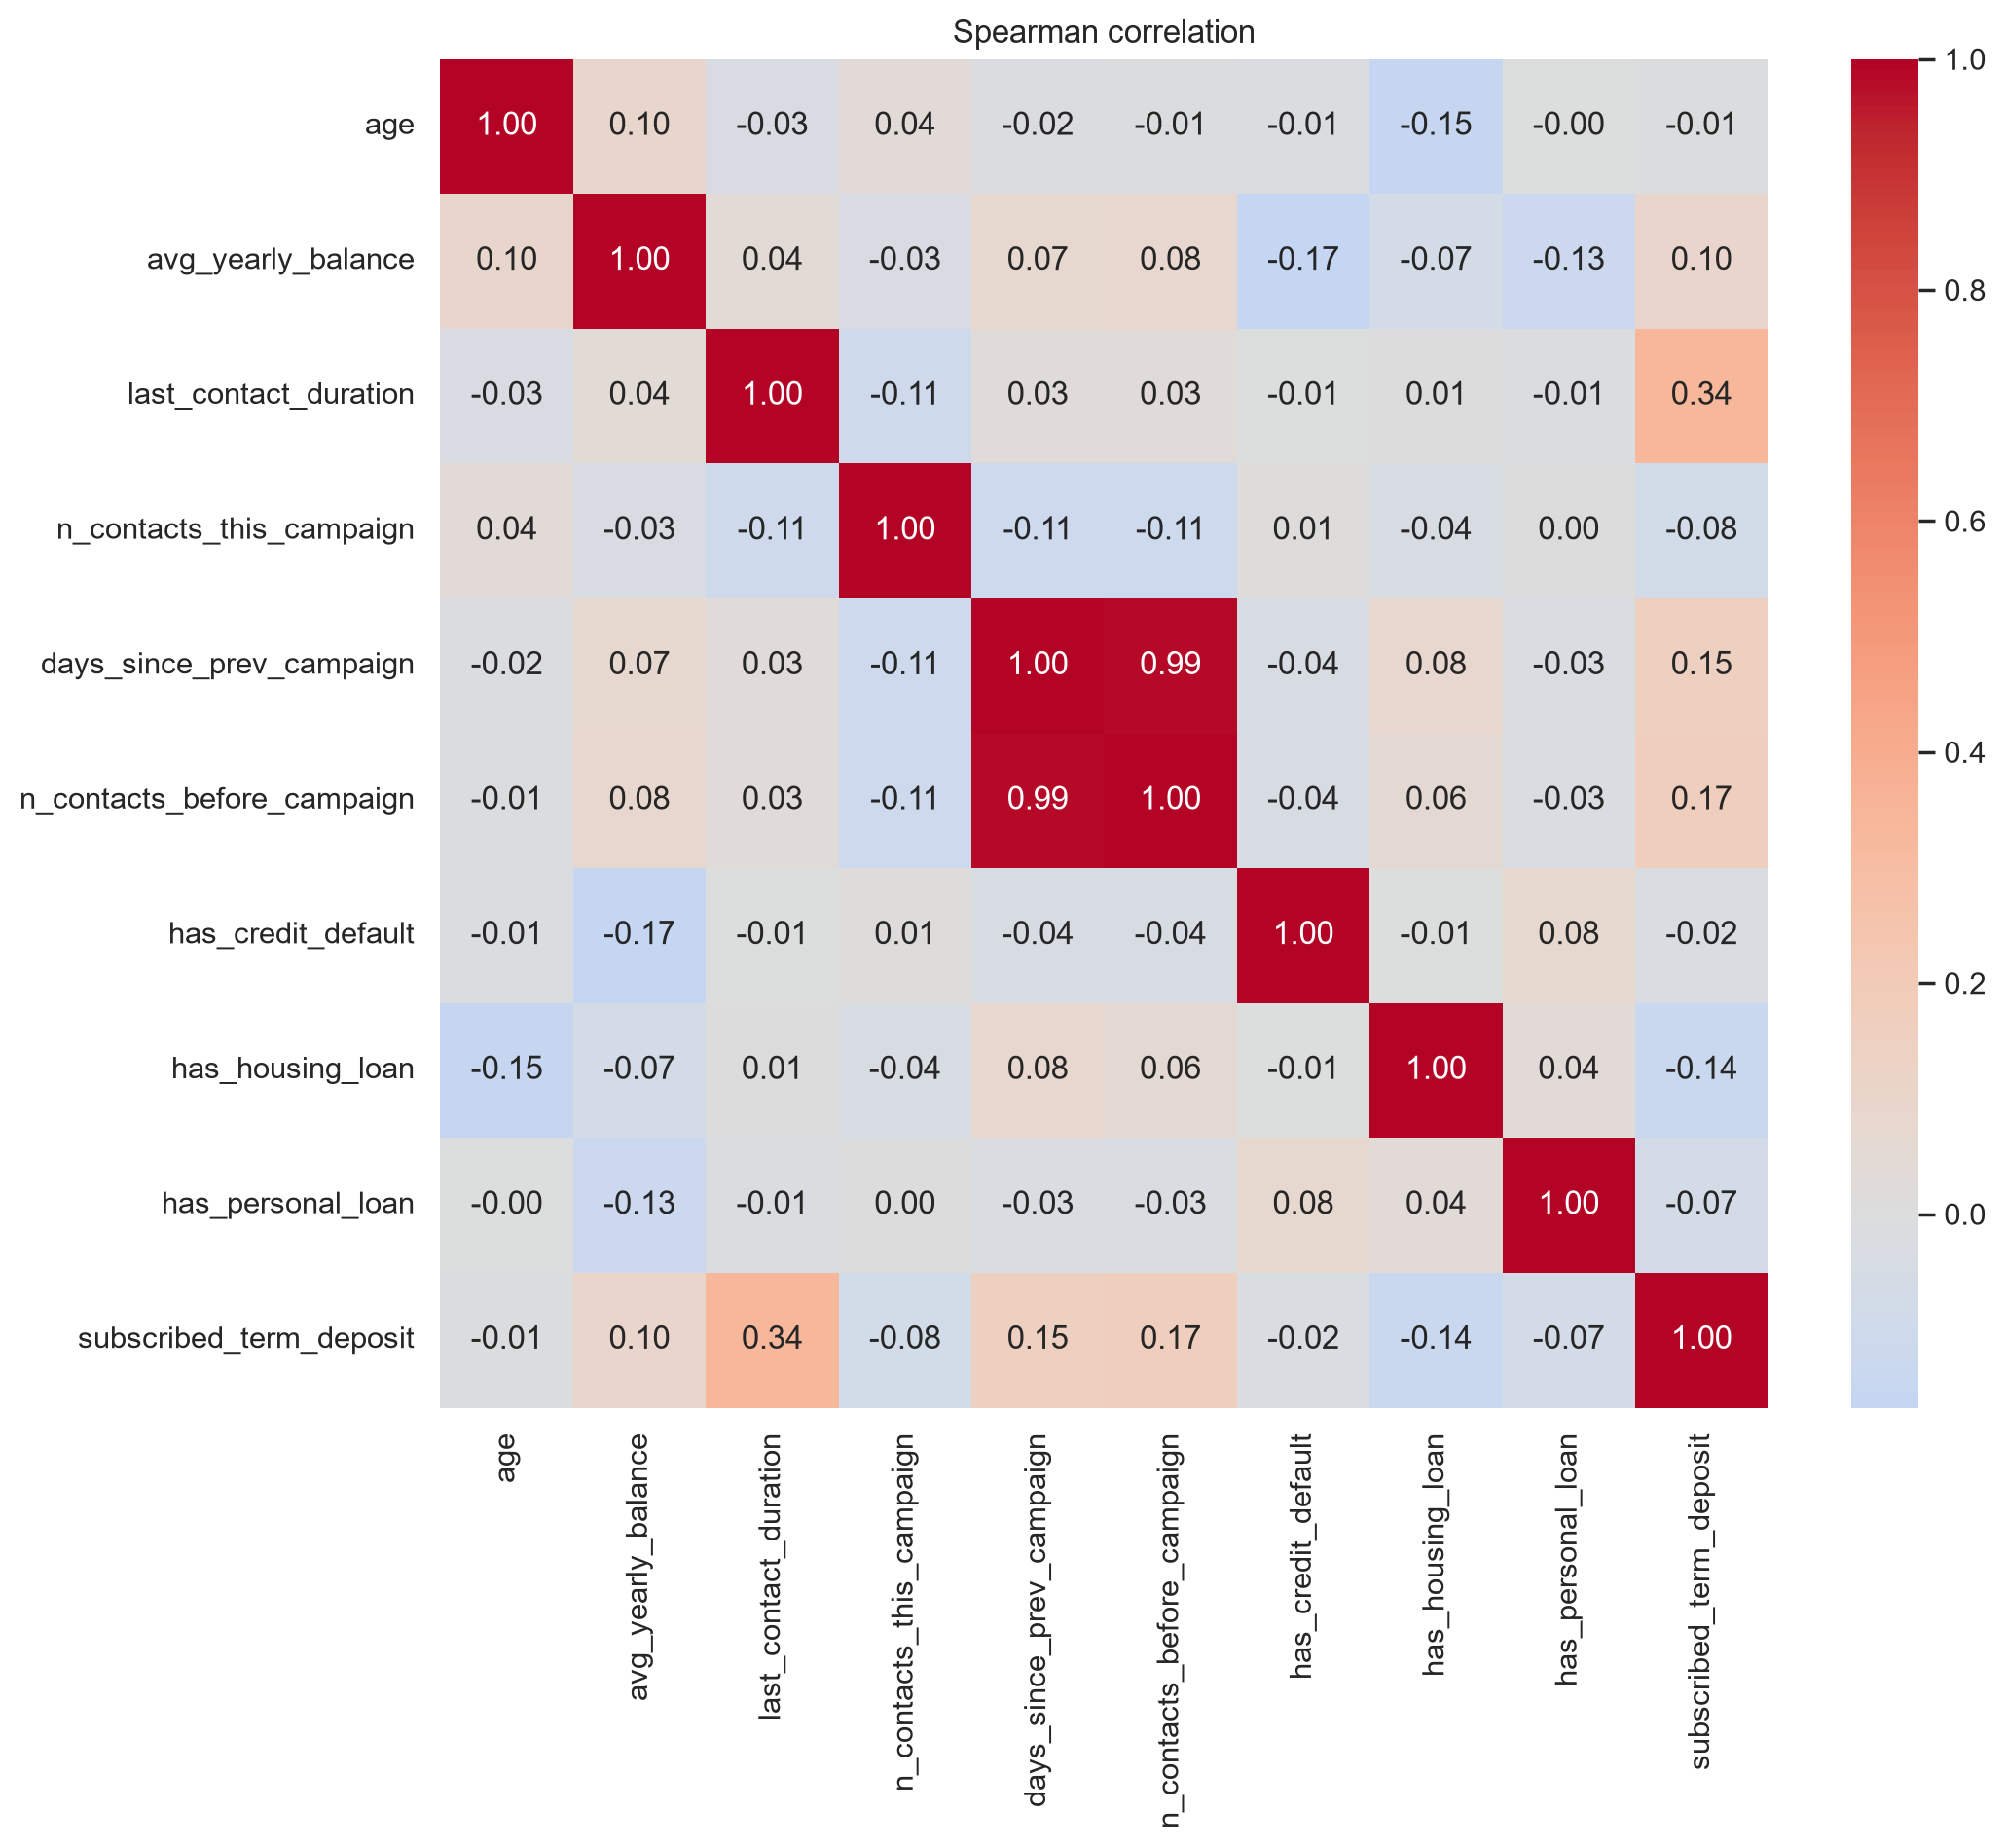 Spearman correlation
age 1.00 0.10 -0.03 0.04 -0.02 -0.01 -0.01 -0.15 -0.00 -0.01
avg_yearly_balance 0.10 1.00 0.04 -0.03 0.07 0.08 -0.17 -0.07 -0.13 0.10
last_contact_duration -0.03 0.04 1.00 -0.11 0.03 0.03 -0.01 0.01 -0.01 0.34
n_contacts_this_campaign 0.04 -0.03 -0.11 1.00 -0.11 -0.11 0.01 -0.04 0.00 -0.08
days_since_prev_campaign -0.02 0.07 0.03 -0.11 1.00 0.99 -0.04 0.08 -0.03 0.15
n_contacts_before_campaign -0.01 0.08 0.03 -0.11 0.99 1.00 -0.04 0.06 -0.03 0.17
has_credit_default -0.01 -0.17 -0.01 0.01 -0.04 -0.04 1.00 -0.01 0.08 -0.02
has_housing_loan -0.15 -0.07 0.01 -0.04 0.08 0.06 -0.01 1.00 0.04 -0.14
has_personal_loan -0.00 -0.13 -0.01 0.00 -0.03 -0.03 0.08 0.04 1.00 -0.07
subscribed_term_deposit -0.01 0.10 0.34 -0.08 0.15 0.17 -0.02 -0.14 -0.07 1.00
age
avg_yearly_balance
last_contact_duration
n_contacts_this_campaign
days_since_prev_campaign
n_contacts_before_campaign
has_credit_default
has_housing_loan
has_personal_loan
subscribed_term_deposit
1.0
0.8
0.6
0.4
0.2
0.0